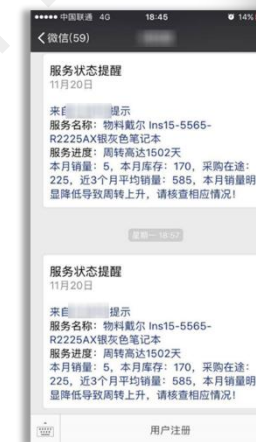 中国联通 4G 18:45 14%
微信(59)
服务状态提醒
11月20日
来自 提示
服务名称：物料戴尔 Ins15-5565-
R2225AX银灰色笔记本
服务进度：周转高达1502天
本月销量：5，本月库存：170，采购在途：
225，近3个月平均销量：585，本月销量明
显降低导致周转上升，请核查相应情况！
星期一 18:57
服务状态提醒
11月20日
来自 提示
服务名称：物料戴尔 Ins15-5565-
R2225AX银灰色笔记本
服务进度：周转高达1502天
本月销量：5，本月库存：170，采购在途：
225，近3个月平均销量：585，本月销量明
显降低导致周转上升，请核查相应情况！
用户注册